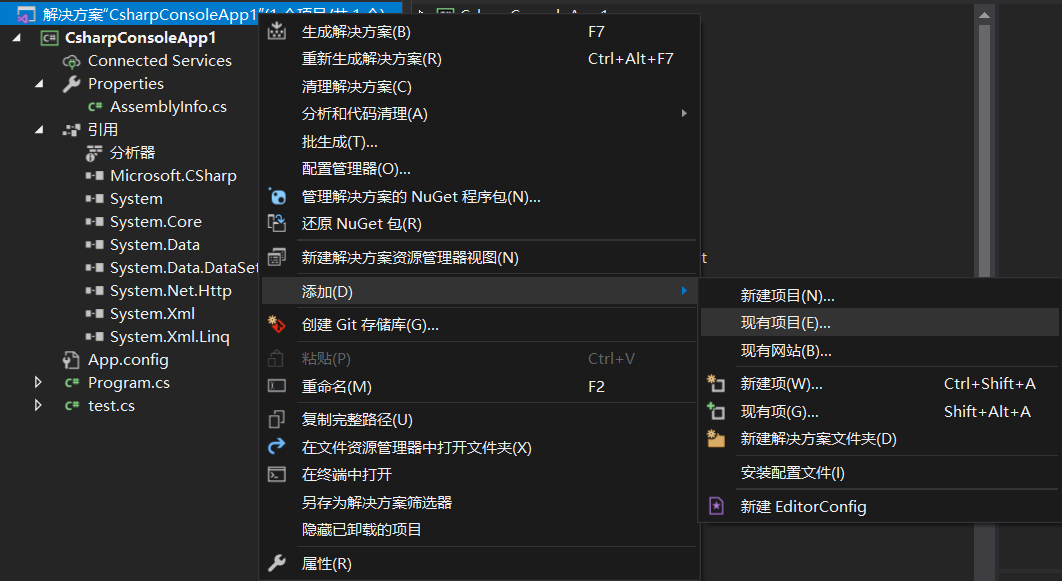 解决方案"CsharpConsoleApp1"(1 个项目/共 1 个)
CsharpConsoleApp1
Connected Services
Properties
AssemblyInfo.cs
引用
分析器
Microsoft.CSharp
System
System.Core
System.Data
System.Data.DataSet
System.Net.Http
System.Xml
System.Xml.Linq
App.config
Program.cs
test.cs
生成解决方案(B) F7
重新生成解决方案(R) Ctrl+Alt+F7
清理解决方案(C)
分析和代码清理(A)
批生成(T)...
配置管理器(O)...
管理解决方案的 NuGet 程序包(N)...
还原 NuGet 包(R)
新建解决方案资源管理器视图(N)
添加(D)
创建 Git 存储库(G)...
粘贴(P) Ctrl+V
重命名(M) F2
复制完整路径(U)
在文件资源管理器中打开文件夹(X)
在终端中打开
另存为解决方案筛选器
隐藏已卸载的项目
属性(R)
新建项目(N)...
现有项目(E)...
现有网站(B)...
新建项(W)... Ctrl+Shift+A
现有项(G)... Shift+Alt+A
新建解决方案文件夹(D)
安装配置文件(I)
新建 EditorConfig